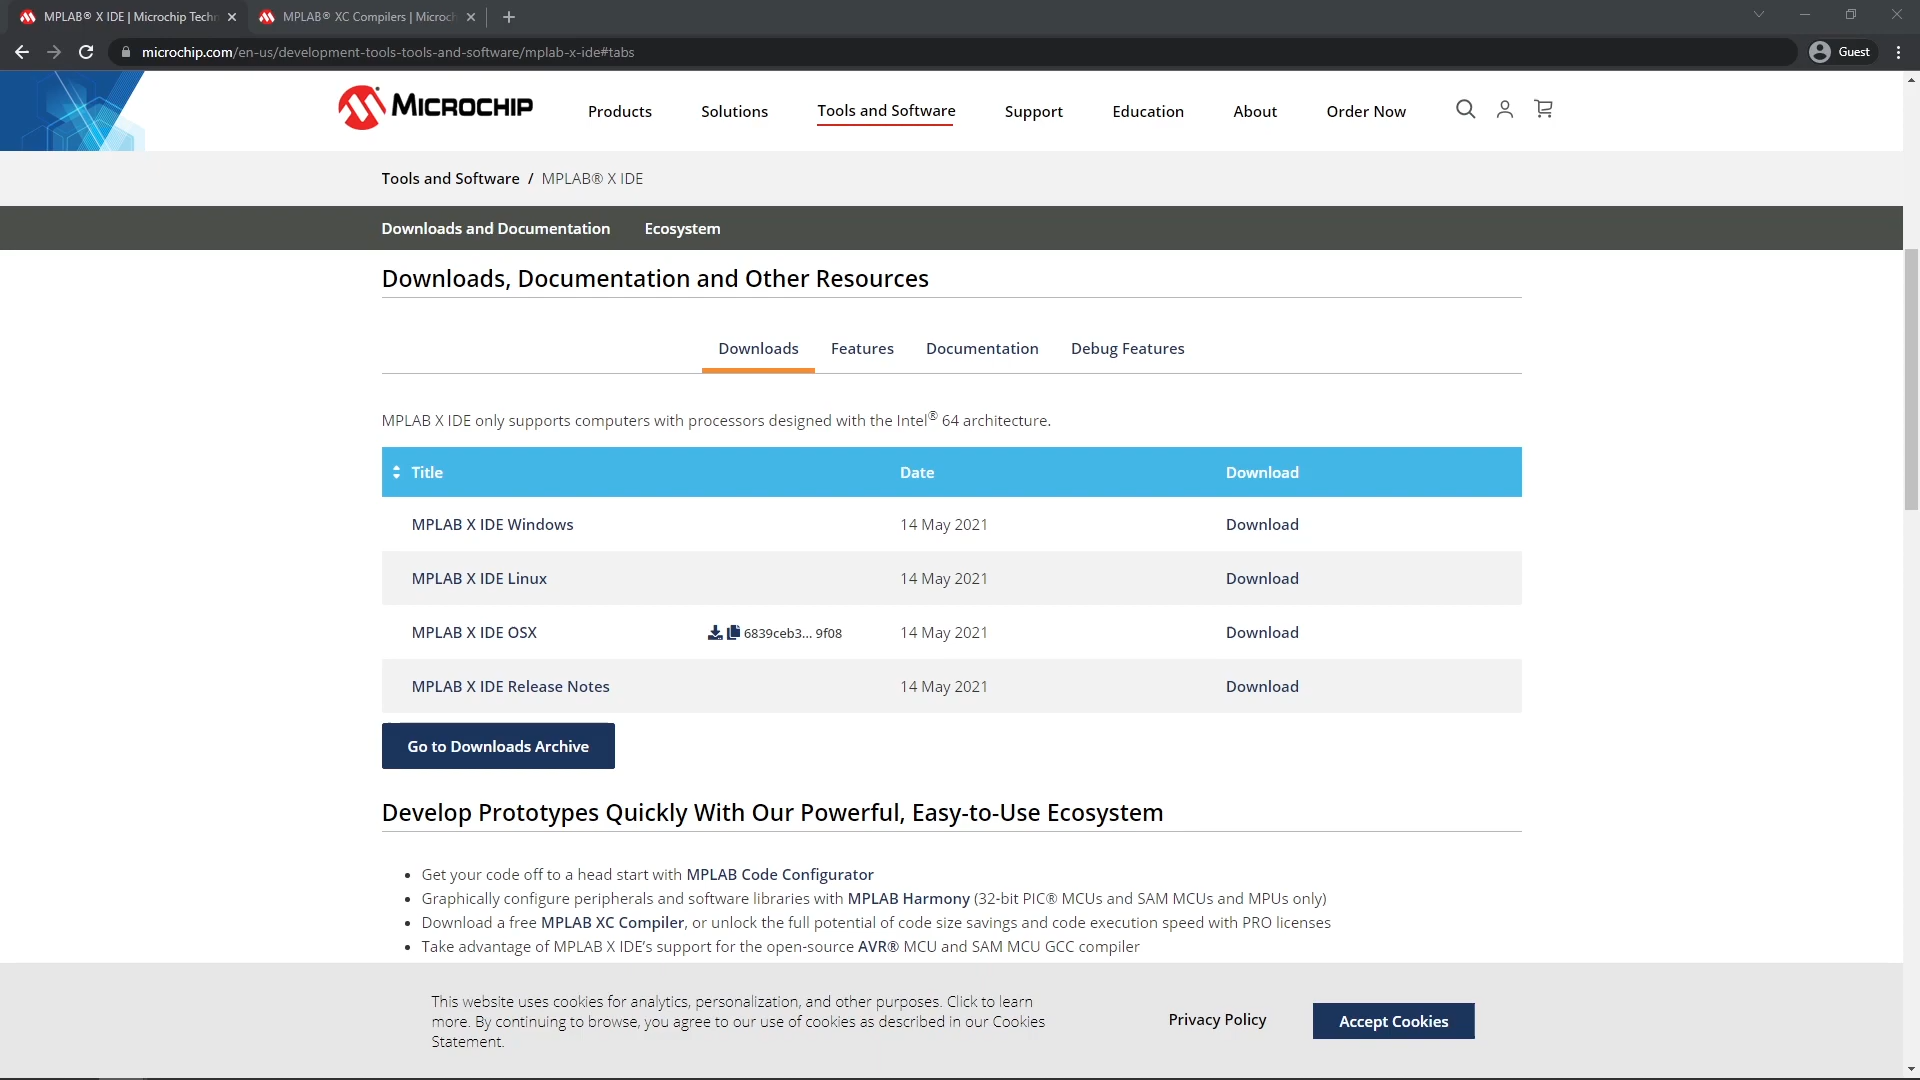 MPLAB® X IDE | Microchip Techn
MPLAB® XC Compilers | Microch
microchip.com/en-us/development-tools-tools-and-software/mplab-x-ide#tabs
Guest
MICROCHIP
Products
Solutions
Tools and Software
Support
Education
About
Order Now
Tools and Software / MPLAB® X IDE
Downloads and Documentation
Ecosystem
Downloads, Documentation and Other Resources
Downloads
Features
Documentation
Debug Features
MPLAB X IDE only supports computers with processors designed with the Intel® 64 architecture.
Title Date Download
MPLAB X IDE Windows 14 May 2021 Download
MPLAB X IDE Linux 14 May 2021 Download
MPLAB X IDE OSX 6839ceb3... 9f08 14 May 2021 Download
MPLAB X IDE Release Notes 14 May 2021 Download
Go to Downloads Archive
Develop Prototypes Quickly With Our Powerful, Easy-to-Use Ecosystem
• Get your code off to a head start with MPLAB Code Configurator
• Graphically configure peripherals and software libraries with MPLAB Harmony (32-bit PIC® MCUs and SAM MCUs and MPUs only)
• Download a free MPLAB XC Compiler, or unlock the full potential of code size savings and code execution speed with PRO licenses
• Take advantage of MPLAB X IDE's support for the open-source AVR® MCU and SAM MCU GCC compiler
This website uses cookies for analytics, personalization, and other purposes. Click to learn
more. By continuing to browse, you agree to our use of cookies as described in our Cookies
Statement.
Privacy Policy
Accept Cookies